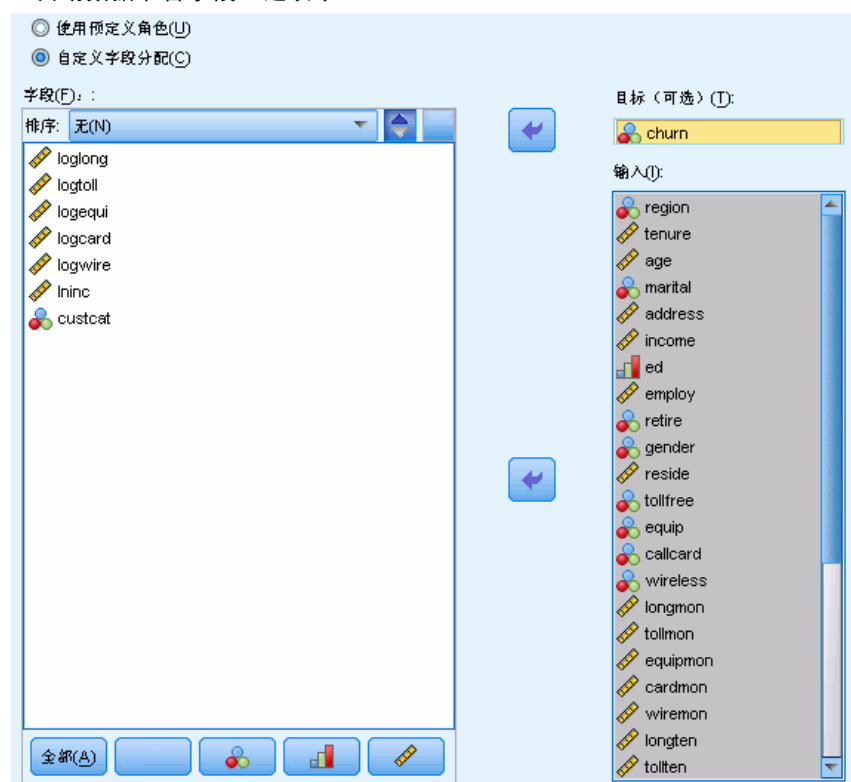 使用预定义角色(U)
自定义字段分配(C)
字段(F): :
排序: 无(N)
loglong
logtoll
logequi
logcard
logwire
lninc
custcat
全部(A)
目标（可选）(T):
churn
输入(I):
region
tenure
age
marital
address
income
ed
employ
retire
gender
reside
tollfree
equip
callcard
wireless
longmon
tollmon
equipmon
cardmon
wiremon
longten
tollten